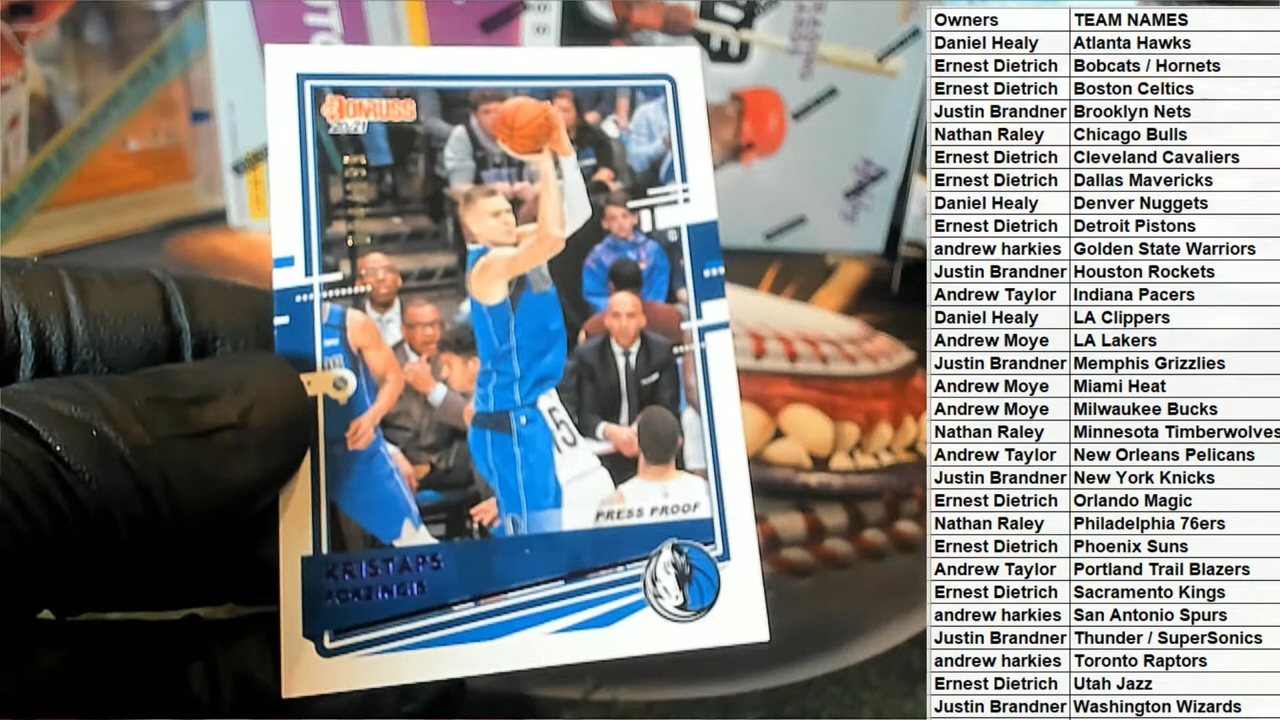 DONRUSS
20-21
5
PRESS PROOF
KRISTAPS
PORZINGIS
Owners TEAM NAMES
Daniel Healy Atlanta Hawks
Ernest Dietrich Bobcats / Hornets
Ernest Dietrich Boston Celtics
Justin Brandner Brooklyn Nets
Nathan Raley Chicago Bulls
Ernest Dietrich Cleveland Cavaliers
Ernest Dietrich Dallas Mavericks
Daniel Healy Denver Nuggets
Ernest Dietrich Detroit Pistons
andrew harkies Golden State Warriors
Justin Brandner Houston Rockets
Andrew Taylor Indiana Pacers
Daniel Healy LA Clippers
Andrew Moye LA Lakers
Justin Brandner Memphis Grizzlies
Andrew Moye Miami Heat
Andrew Moye Milwaukee Bucks
Nathan Raley Minnesota Timberwolves
Andrew Taylor New Orleans Pelicans
Justin Brandner New York Knicks
Ernest Dietrich Orlando Magic
Nathan Raley Philadelphia 76ers
Ernest Dietrich Phoenix Suns
Andrew Taylor Portland Trail Blazers
Ernest Dietrich Sacramento Kings
andrew harkies San Antonio Spurs
Justin Brandner Thunder / SuperSonics
andrew harkies Toronto Raptors
Ernest Dietrich Utah Jazz
Justin Brandner Washington Wizards